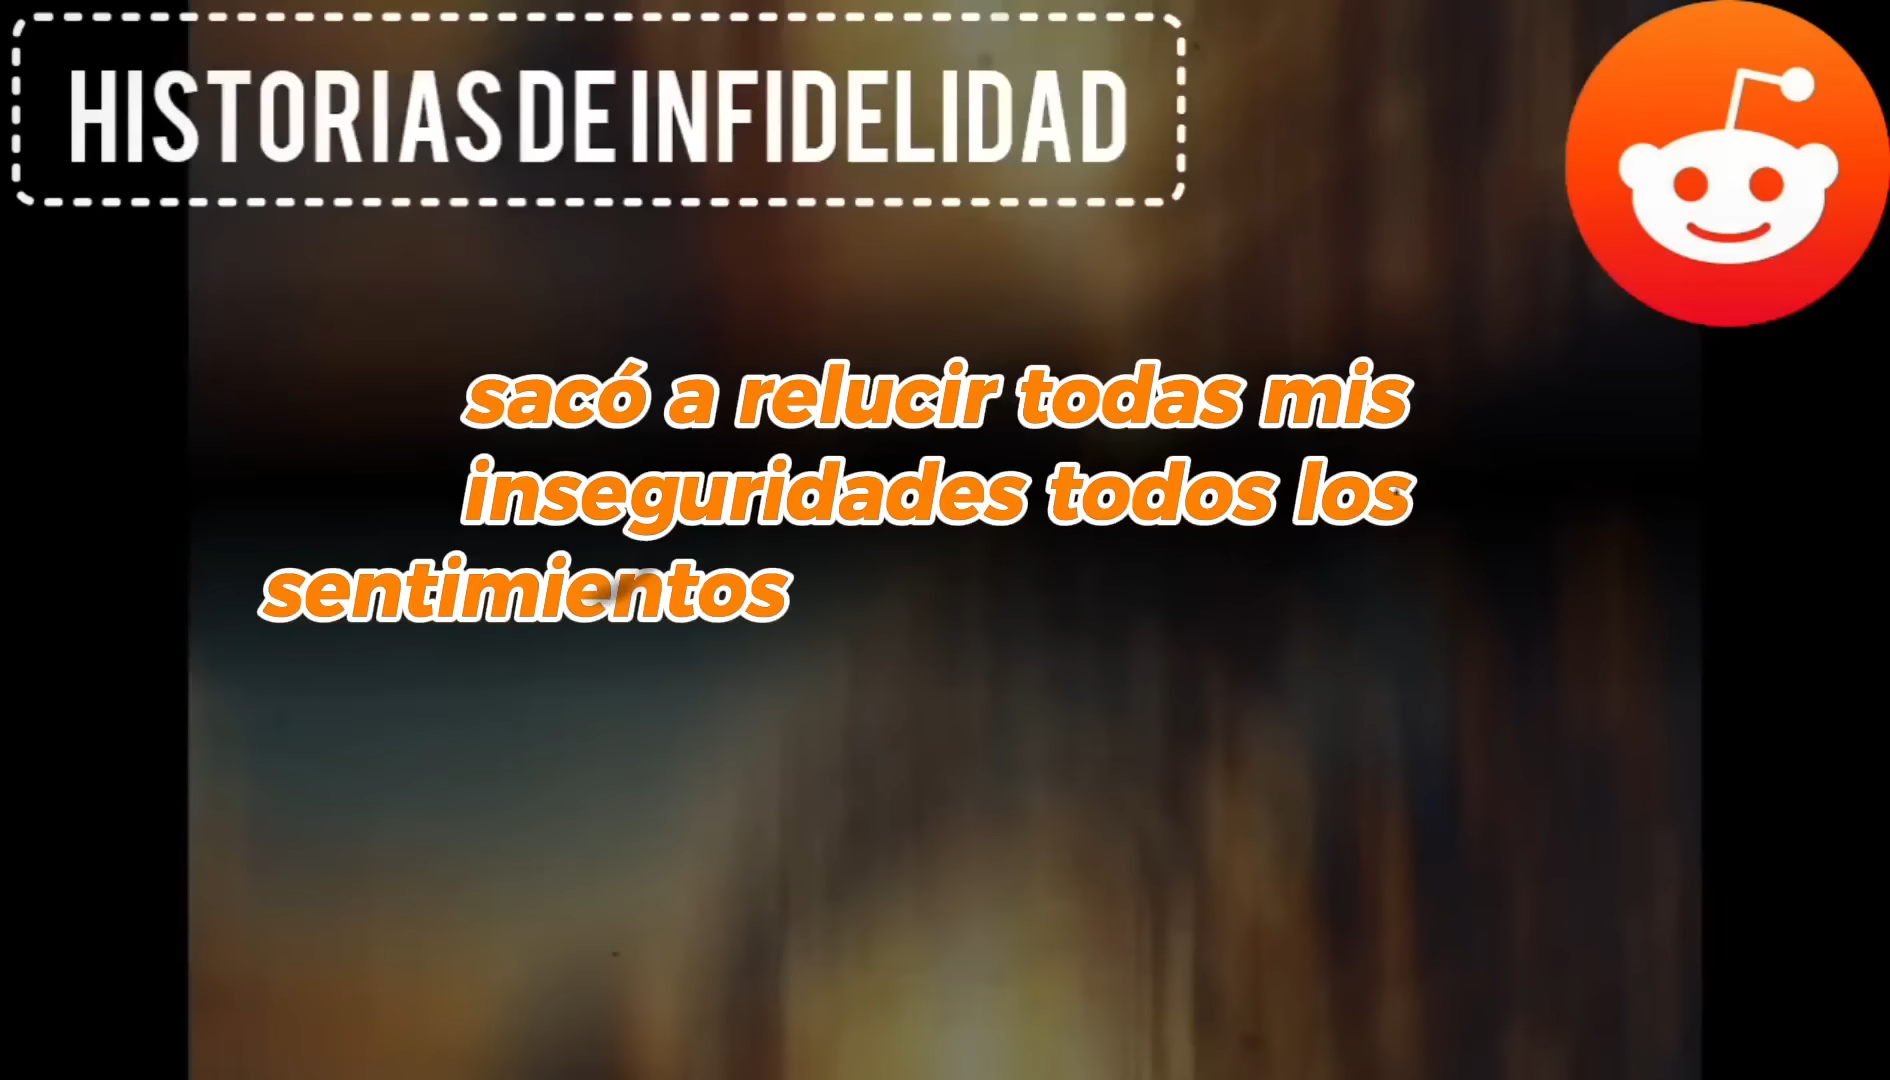 HISTORIAS DE INFIDELIDAD
sacó a relucir todas mis
inseguridades todos los
sentimientos